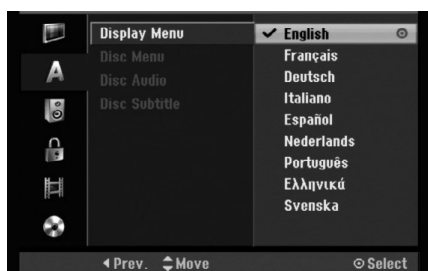 Display Menu
Disc Menu
Disc Audio
Disc Subtitle
English
Français
Deutsch
Italiano
Español
Nederlands
Português
Ελληνικά
Svenska
A
Prev. Move Select